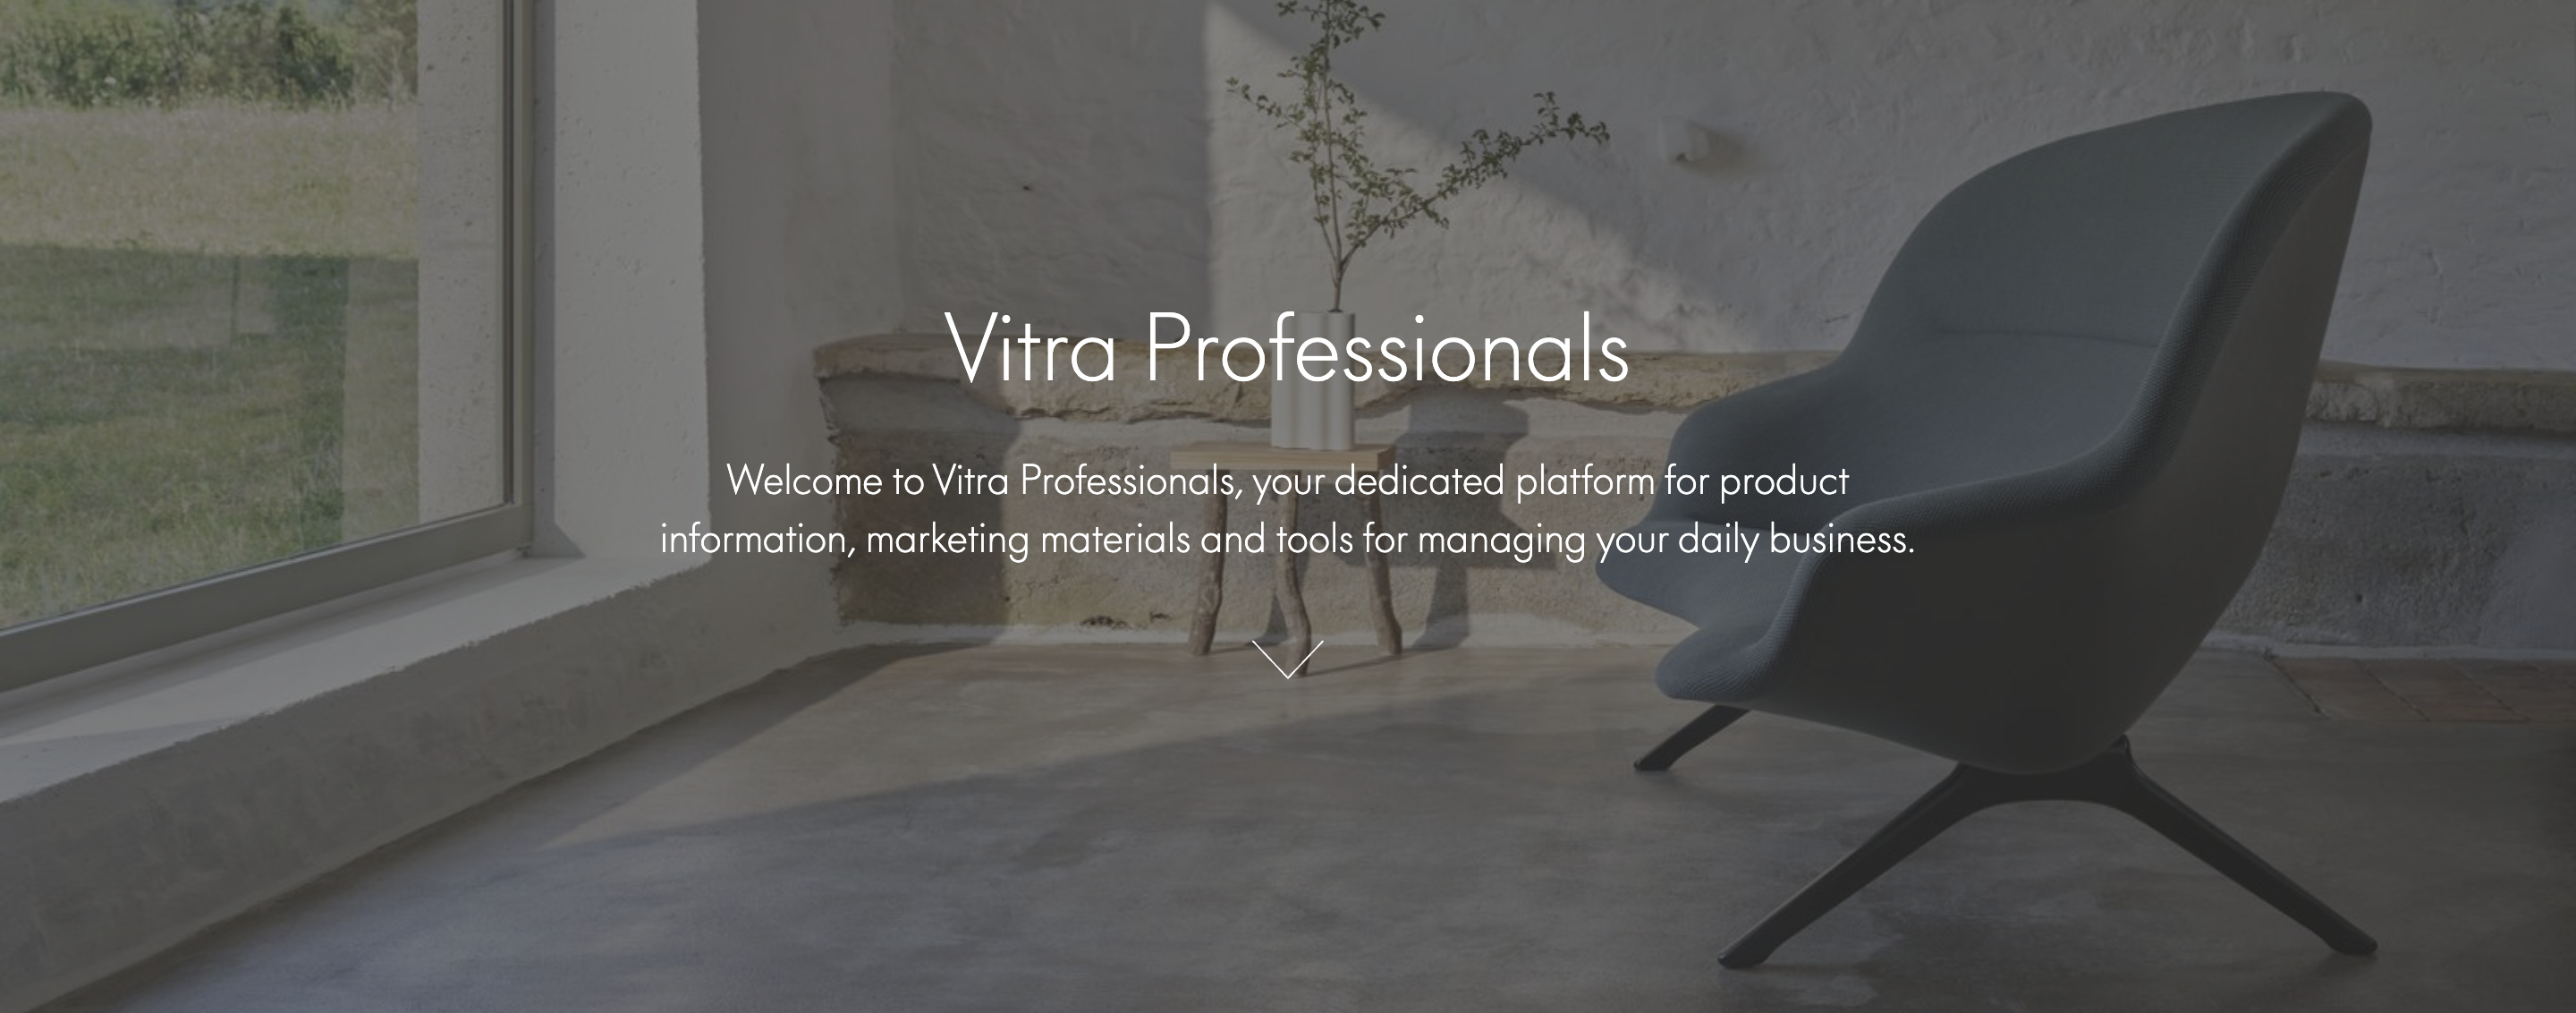 Vitra Professionals
Welcome to Vitra Professionals, your dedicated platform for product
information, marketing materials and tools for managing your daily business.